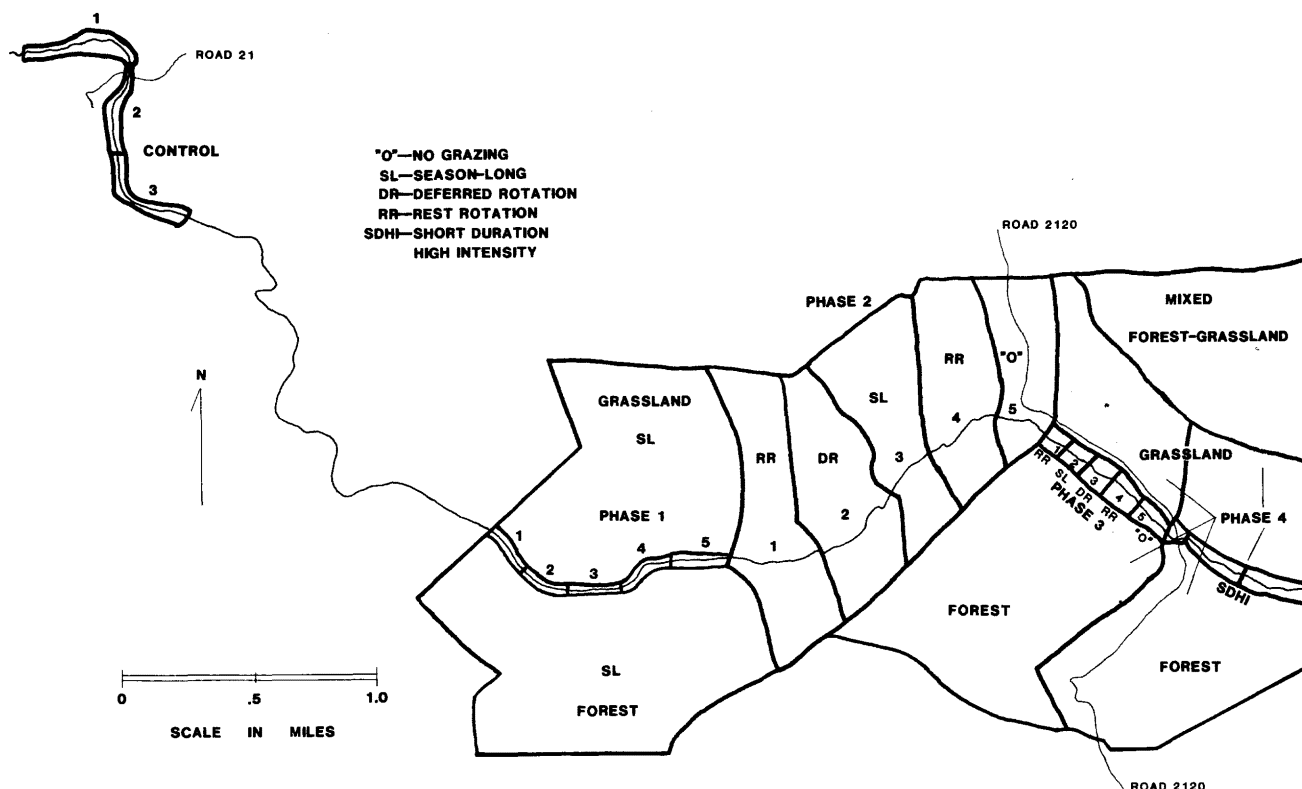 1
ROAD 21
2
CONTROL
3
"O"—NO GRAZING
SL—SEASON-LONG
DR—DEFERRED ROTATION
RR—REST ROTATION
SDHI—SHORT DURATION
HIGH INTENSITY
ROAD 2120
PHASE 2
MIXED
FOREST-GRASSLAND
N
RR
"O"
GRASSLAND
SL
SL
4
5
RR
DR
3
GRASSLAND
1
2
3
4
5
RR SL DR RR "O"
PHASE 3
PHASE 1
2
PHASE 4
1
2
3
4
5
1
SDHI
FOREST
FOREST
SL
FOREST
0
.5
1.0
SCALE IN MILES
ROAD 2120